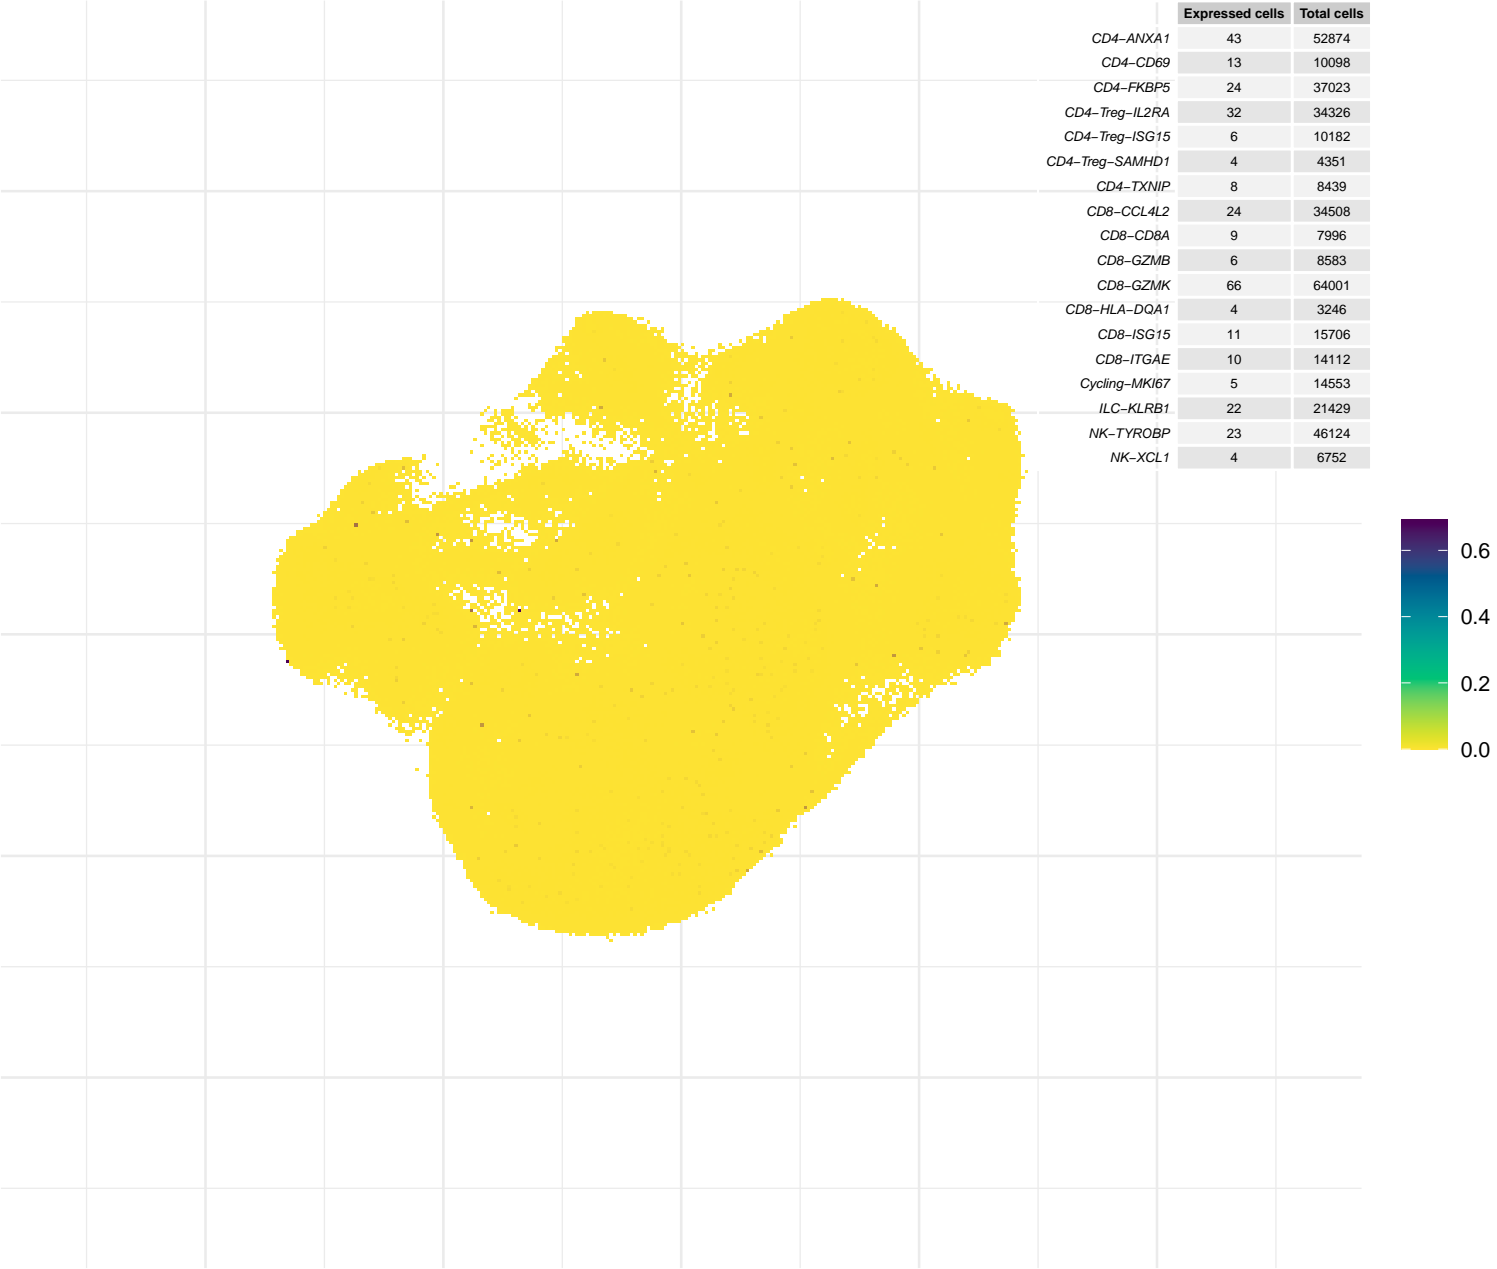 Expressed cells Total cells
CD4−ANXA1 43 52874
CD4−CD69 13 10098
CD4−FKBP5 24 37023
CD4−Treg−IL2RA 32 34326
CD4−Treg−ISG15 6 10182
CD4−Treg−SAMHD1 4 4351
CD4−TXNIP 8 8439
CD8−CCL4L2 24 34508
CD8−CD8A 9 7996
CD8−GZMB 6 8583
CD8−GZMK 66 64001
CD8−HLA−DQA1 4 3246
CD8−ISG15 11 15706
CD8−ITGAE 10 14112
Cycling−MKI67 5 14553
ILC−KLRB1 22 21429
NK−TYROBP 23 46124
NK−XCL1 4 6752
0.6
0.4
0.2
0.0